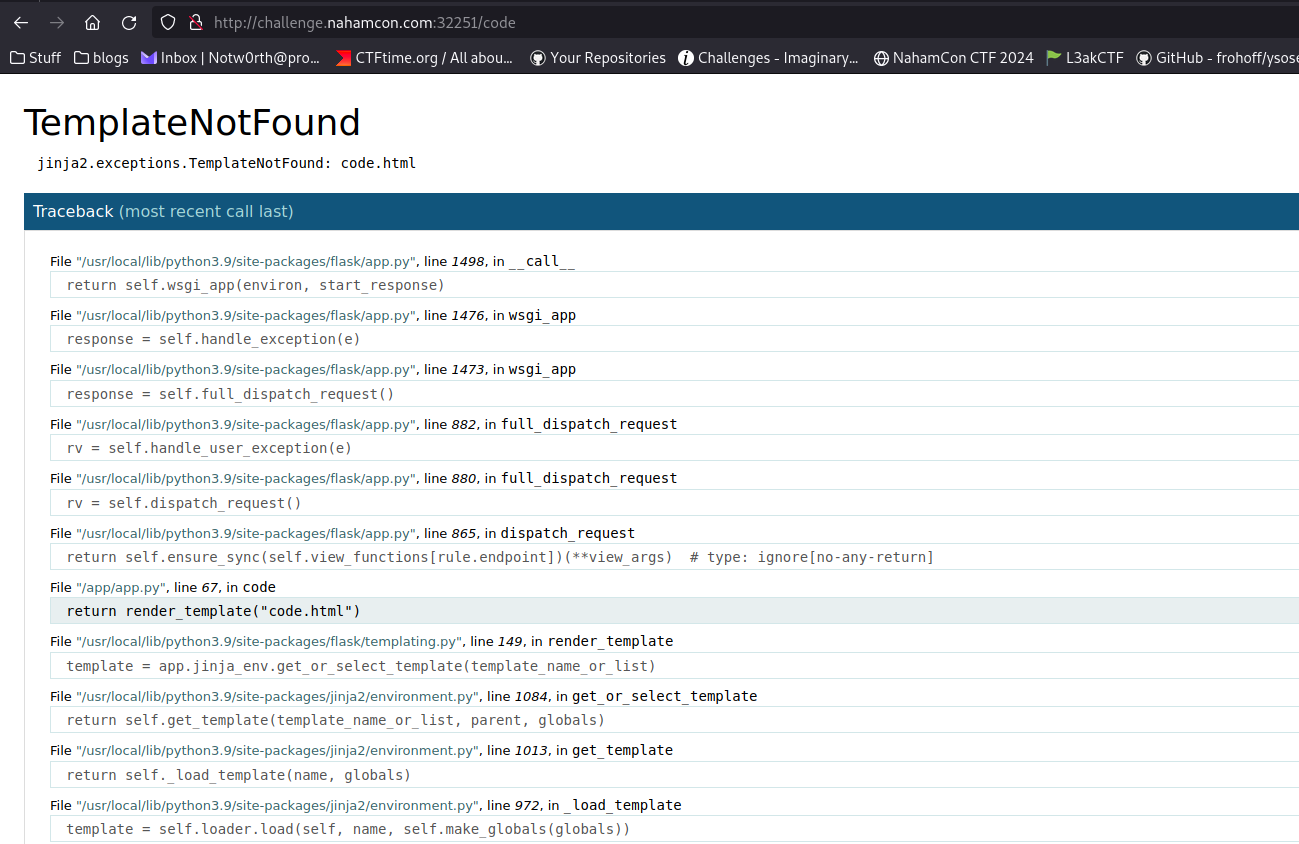 http://challenge.nahamcon.com:32251/code
Stuff blogs Inbox | Notw0rth@pro... CTFtime.org / All abou... Your Repositories Challenges - Imaginary... NahamCon CTF 2024 L3akCTF GitHub - frohoff/ysose
TemplateNotFound
jinja2.exceptions.TemplateNotFound: code.html
Traceback (most recent call last)
File "/usr/local/lib/python3.9/site-packages/flask/app.py", line 1498, in __call__
return self.wsgi_app(environ, start_response)
File "/usr/local/lib/python3.9/site-packages/flask/app.py", line 1476, in wsgi_app
response = self.handle_exception(e)
File "/usr/local/lib/python3.9/site-packages/flask/app.py", line 1473, in wsgi_app
response = self.full_dispatch_request()
File "/usr/local/lib/python3.9/site-packages/flask/app.py", line 882, in full_dispatch_request
rv = self.handle_user_exception(e)
File "/usr/local/lib/python3.9/site-packages/flask/app.py", line 880, in full_dispatch_request
rv = self.dispatch_request()
File "/usr/local/lib/python3.9/site-packages/flask/app.py", line 865, in dispatch_request
return self.ensure_sync(self.view_functions[rule.endpoint])(**view_args)  # type: ignore[no-any-return]
File "/app/app.py", line 67, in code
return render_template("code.html")
File "/usr/local/lib/python3.9/site-packages/flask/templating.py", line 149, in render_template
template = app.jinja_env.get_or_select_template(template_name_or_list)
File "/usr/local/lib/python3.9/site-packages/jinja2/environment.py", line 1084, in get_or_select_template
return self.get_template(template_name_or_list, parent, globals)
File "/usr/local/lib/python3.9/site-packages/jinja2/environment.py", line 1013, in get_template
return self._load_template(name, globals)
File "/usr/local/lib/python3.9/site-packages/jinja2/environment.py", line 972, in _load_template
template = self.loader.load(self, name, self.make_globals(globals))